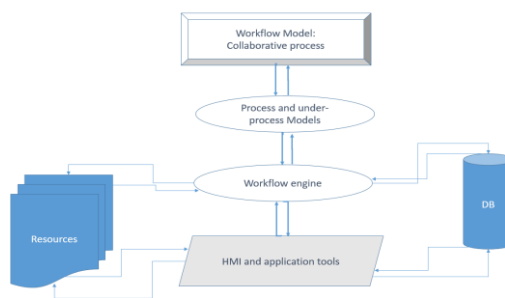 Workflow Model:
Collaborative process
Process and under-
process Models
Workflow engine
Resources
DB
HMI and application tools